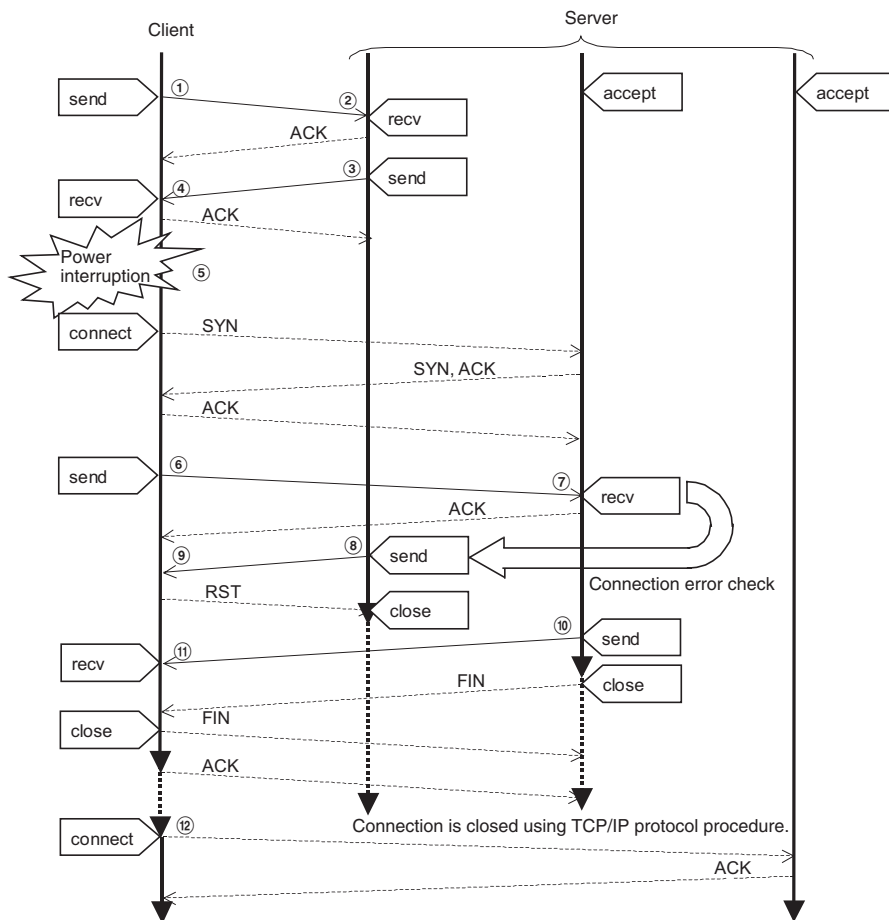 Client
Server
send
①
②
accept
accept
recv
ACK
③
send
④
recv
ACK
Power
interruption
⑤
connect
SYN
SYN, ACK
ACK
send
⑥
⑦
recv
ACK
⑧
send
⑨
Connection error check
RST
close
⑩
send
⑪
recv
FIN
close
FIN
close
ACK
Connection is closed using TCP/IP protocol procedure.
⑫
connect
ACK